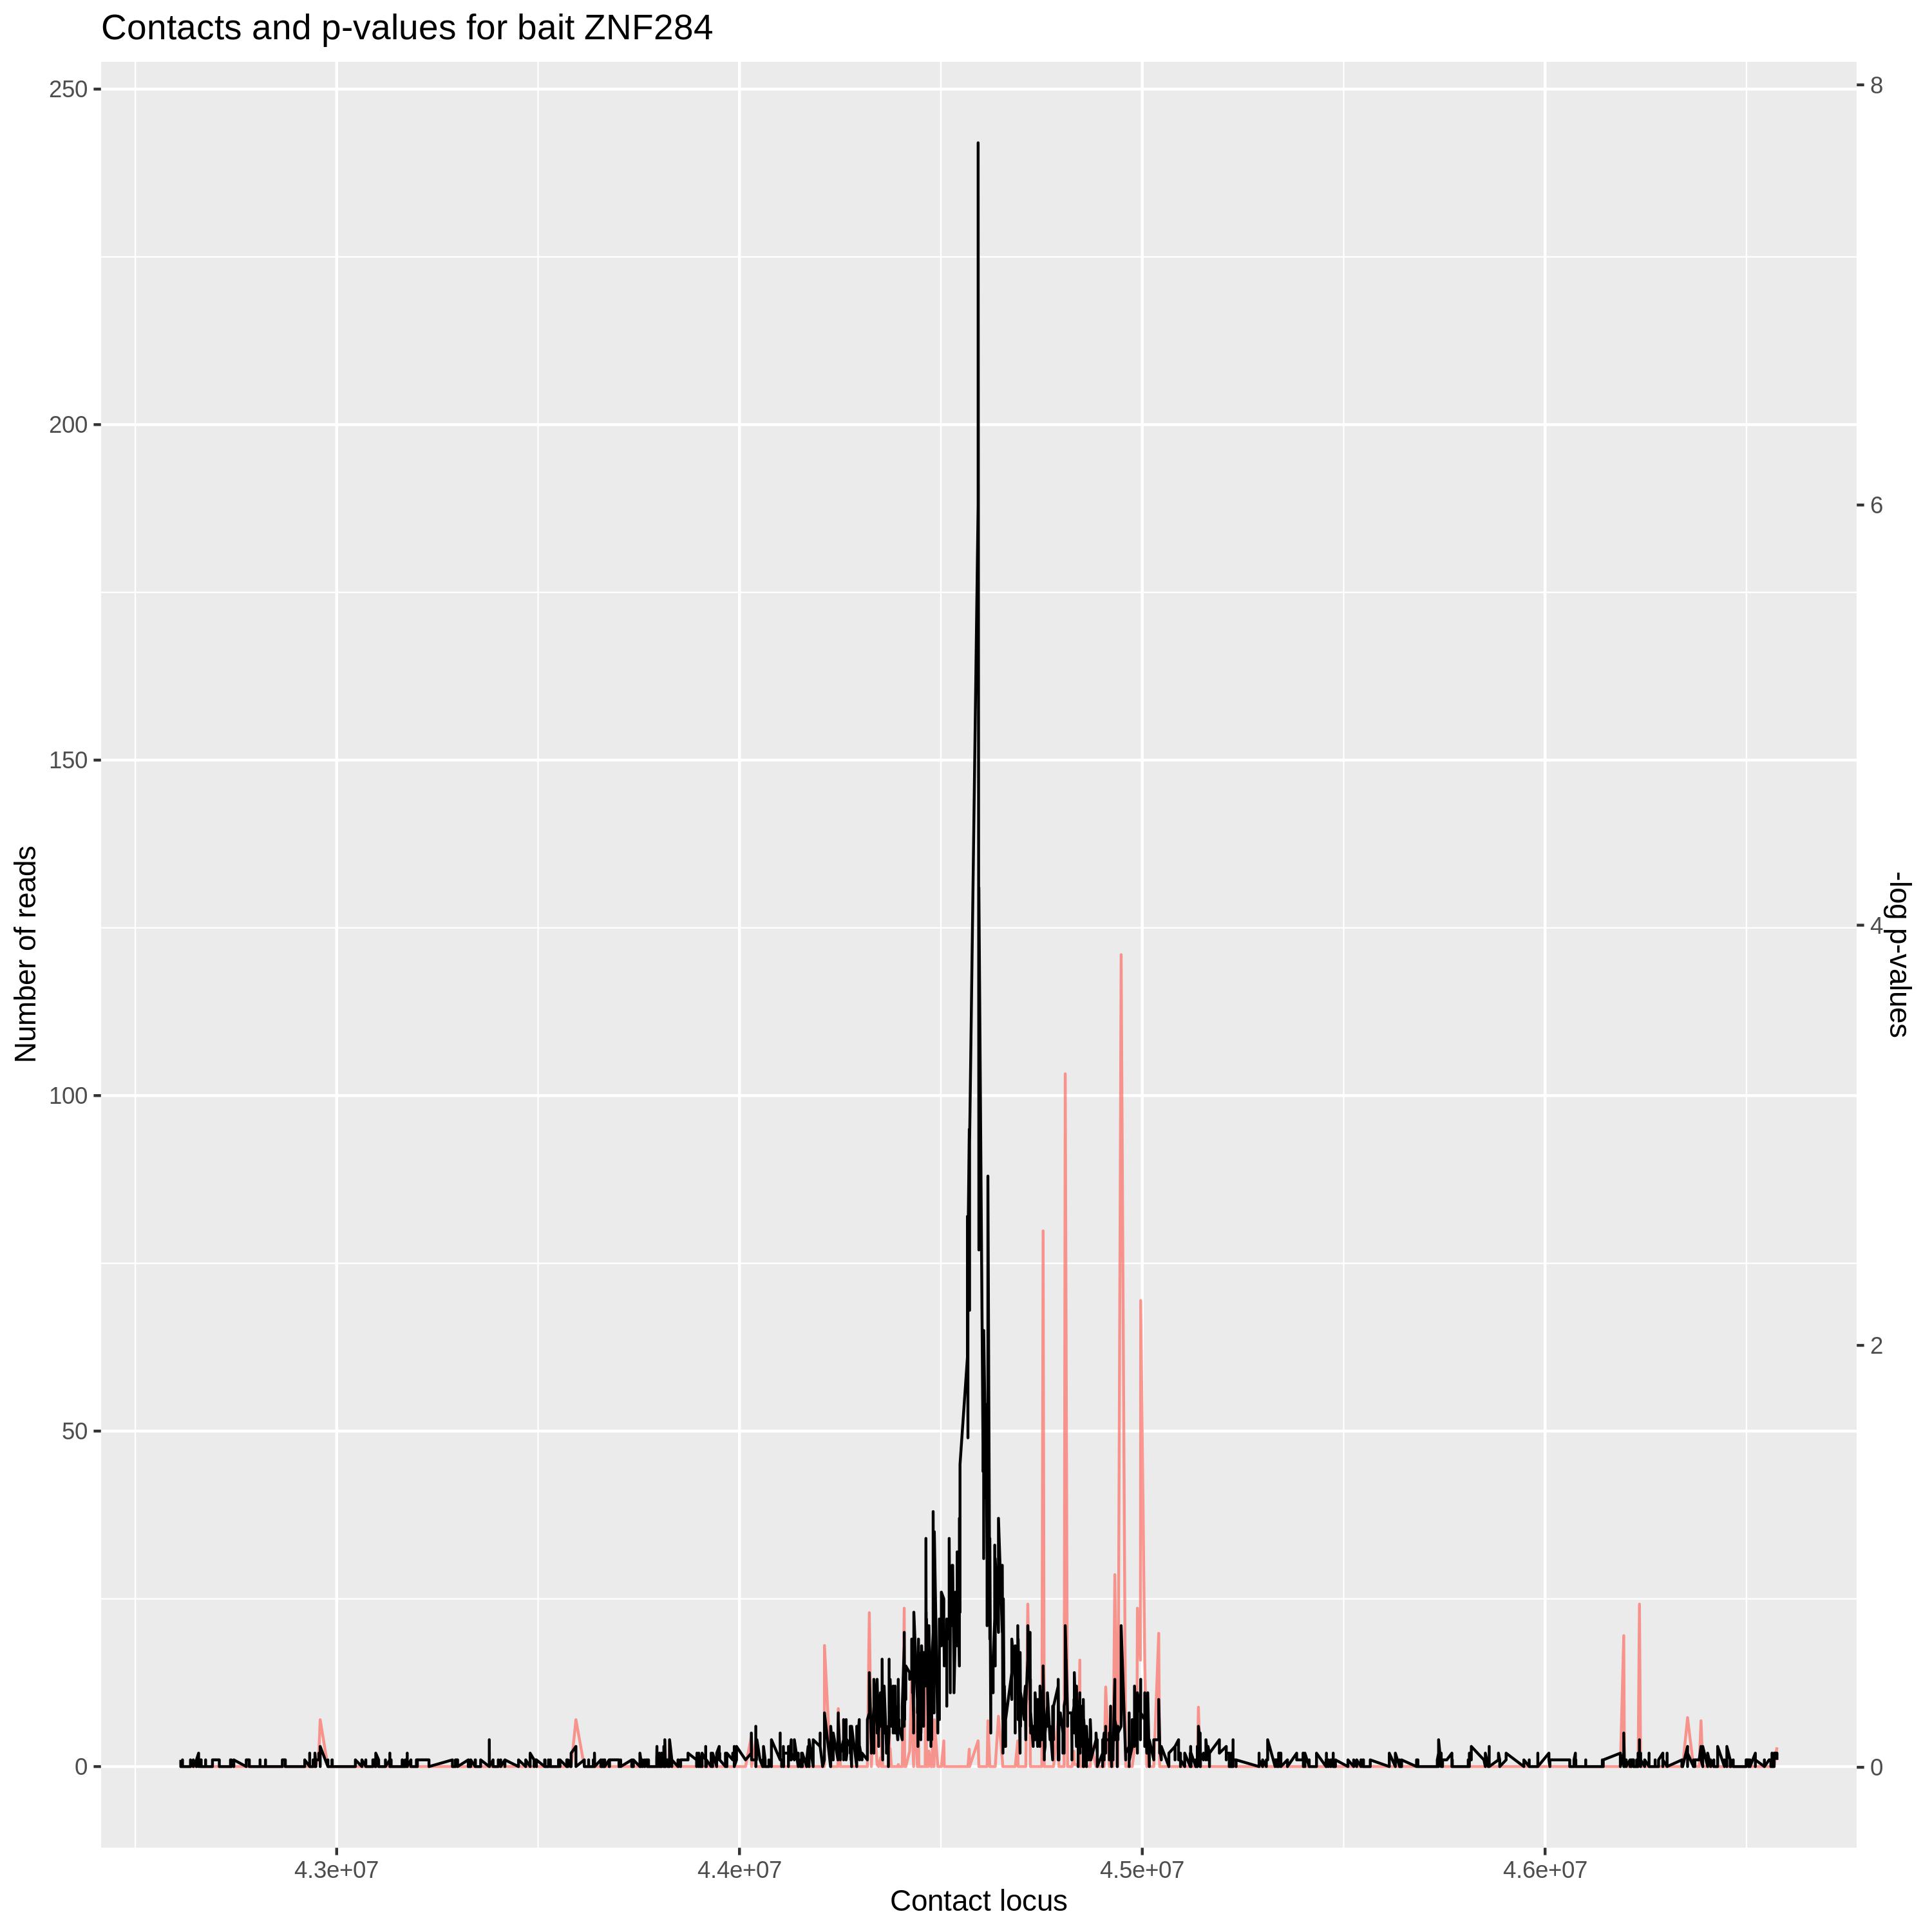 Contacts and p-values for bait ZNF284
250
200
150
100
50
0
Number of reads
8
6
4
2
0
-log p-values
4.3e+07
4.4e+07
4.5e+07
4.6e+07
Contact locus